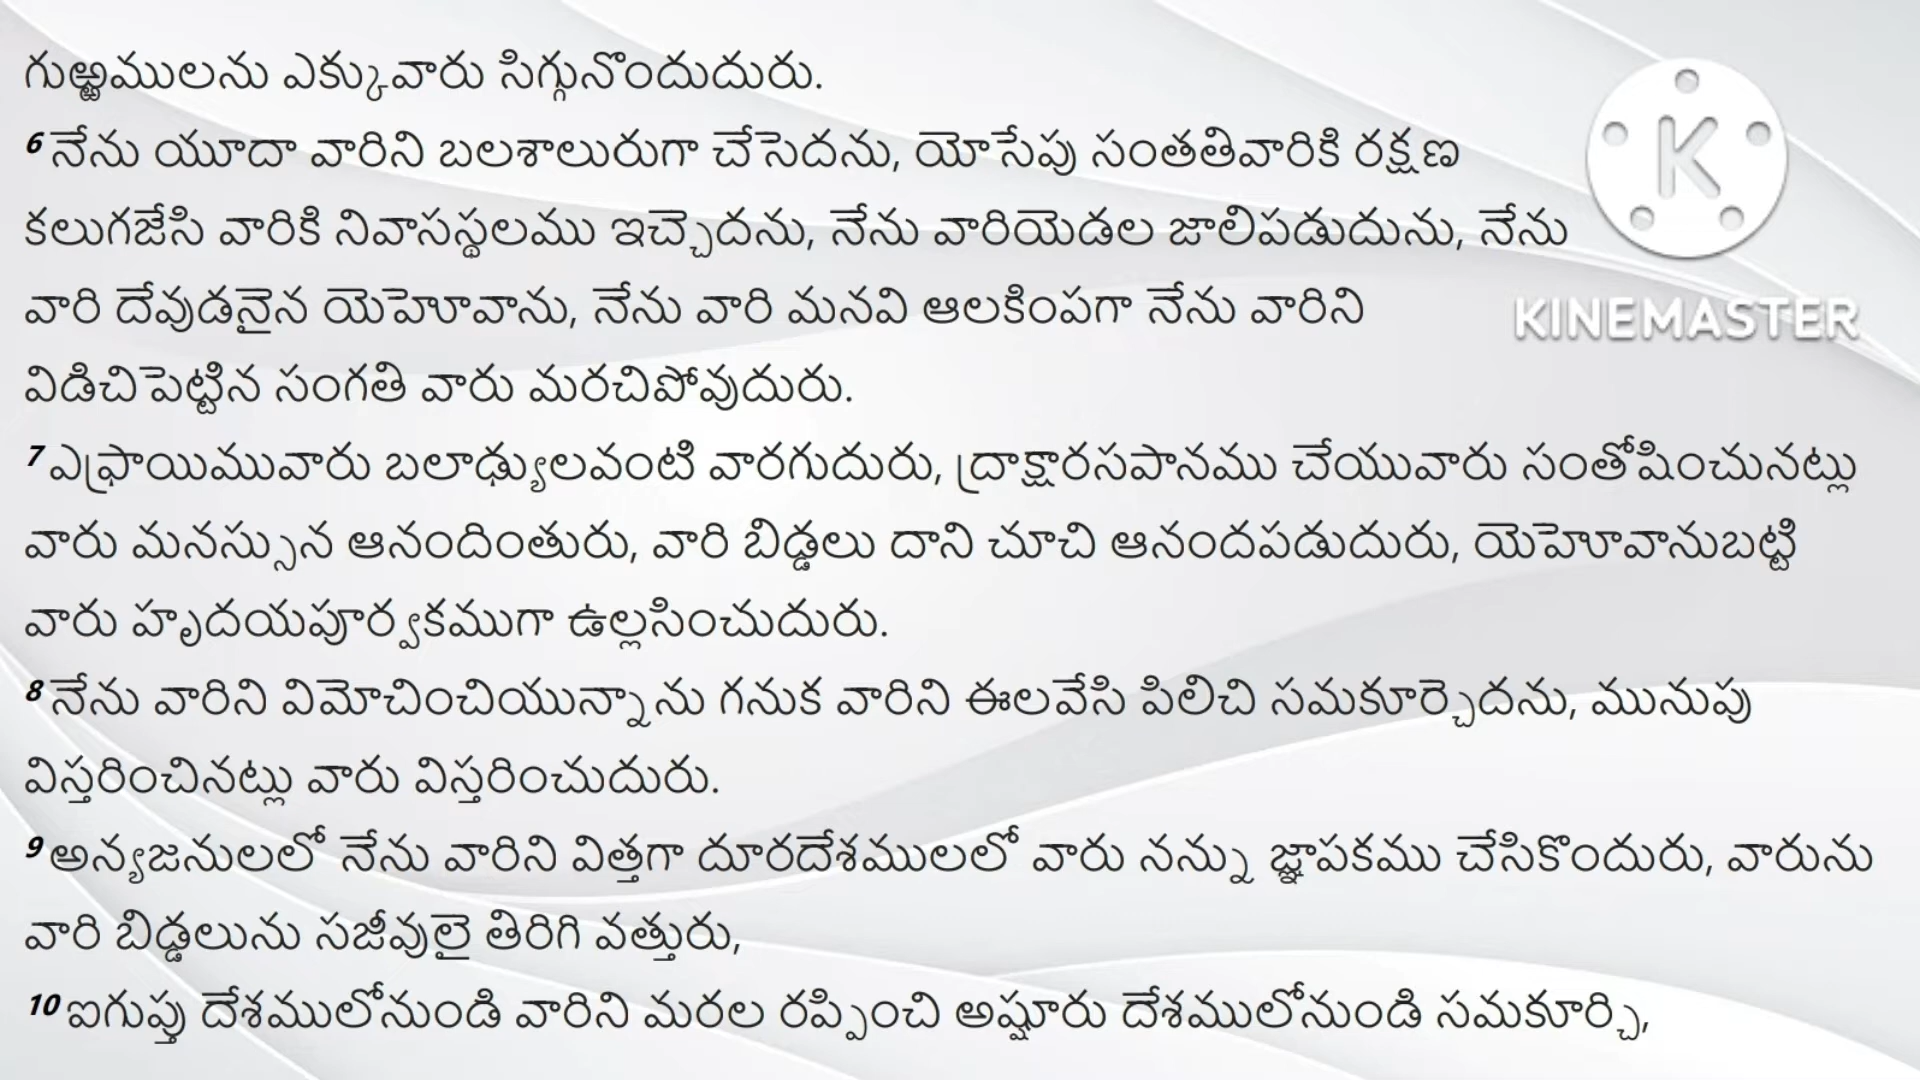 గుఱ్ఱములను ఎక్కువారు సిగ్గునొందుదురు.
6 నేను యూదా వారిని బలశాలురుగా చేసెదను, యోసేపు సంతతివారికి రక్షణ
కలుగజేసి వారికి నివాసస్థలము ఇచ్చెదను, నేను వారియెడల జాలిపడుదును, నేను
వారి దేవుడనైన యెహోవాను, నేను వారి మనవి ఆలకింపగా నేను వారిని
విడిచిపెట్టిన సంగతి వారు మరచిపోవుదురు.
7 ఎఫ్రాయిమువారు బలాఢ్యులవంటి వారగుదురు, ద్రాక్షారసపానము చేయువారు సంతోషించునట్లు
వారు మనస్సున ఆనందింతురు, వారి బిడ్డలు దాని చూచి ఆనందపడుదురు, యెహోవానుబట్టి
వారు హృదయపూర్వకముగా ఉల్లసించుదురు.
8 నేను వారిని విమోచించియున్నాను గనుక వారిని ఈలవేసి పిలిచి సమకూర్చెదను, మునుపు
విస్తరించినట్లు వారు విస్తరించుదురు.
9 అన్యజనులలో నేను వారిని విత్తగా దూరదేశములలో వారు నన్ను జ్ఞాపకము చేసికొందురు, వారును
వారి బిడ్డలును సజీవులై తిరిగి వత్తురు,
10 ఐగుప్తు దేశములోనుండి వారిని మరల రప్పించి అష్షూరు దేశములోనుండి సమకూర్చి,
K
KINEMASTER